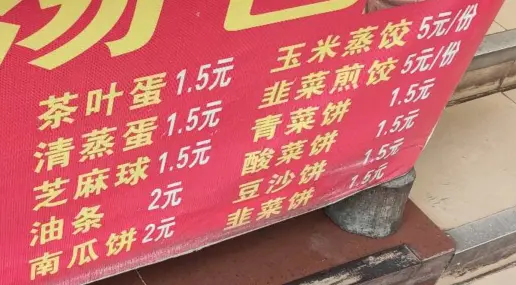 茶叶蛋 1.5元
清蒸蛋 1.5元
芝麻球 1.5元
油条 2元
南瓜饼 2元
玉米蒸饺 5元/份
韭菜煎饺 5元/份
青菜饼 1.5元
酸菜饼 1.5元
豆沙饼 1.5元
韭菜饼 1.5元